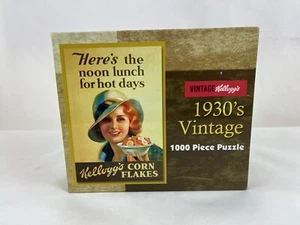 Here's the
noon lunch
for hot days
Kellogg's CORN
FLAKES
VINTAGE Kellogg's
1930's
Vintage
1000 Piece Puzzle